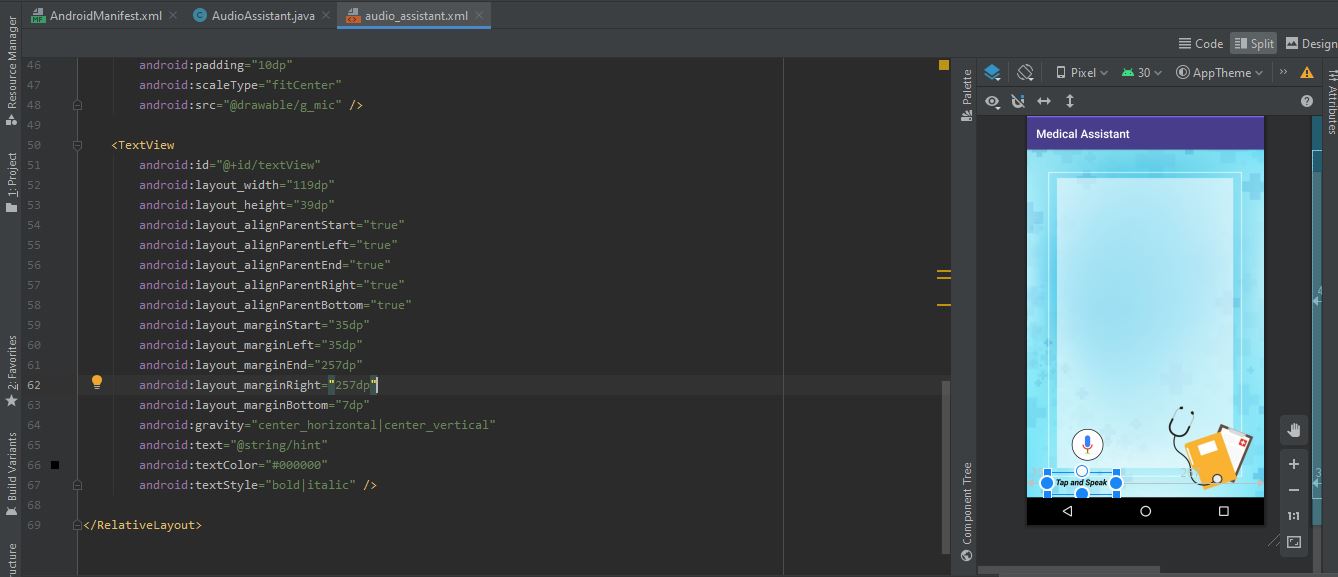 AndroidManifest.xml
AudioAssistant.java
audio_assistant.xml
Code
Split
Design
Resource Manager
1: Project
2: Favorites
Build Variants
ucture
46 android:padding="10dp"
47 android:scaleType="fitCenter"
48 android:src="@drawable/g_mic" />
49
50 <TextView
51 android:id="@+id/textView"
52 android:layout_width="119dp"
53 android:layout_height="39dp"
54 android:layout_alignParentStart="true"
55 android:layout_alignParentLeft="true"
56 android:layout_alignParentEnd="true"
57 android:layout_alignParentRight="true"
58 android:layout_alignParentBottom="true"
59 android:layout_marginStart="35dp"
60 android:layout_marginLeft="35dp"
61 android:layout_marginEnd="257dp"
62 android:layout_marginRight="257dp"
63 android:layout_marginBottom="7dp"
64 android:gravity="center_horizontal|center_vertical"
65 android:text="@string/hint"
66 android:textColor="#000000"
67 android:textStyle="bold|italic" />
68
69 </RelativeLayout>
Palette
Component Tree
Pixel
30
AppTheme
Attributes
Medical Assistant
Tap and Speak
1:1